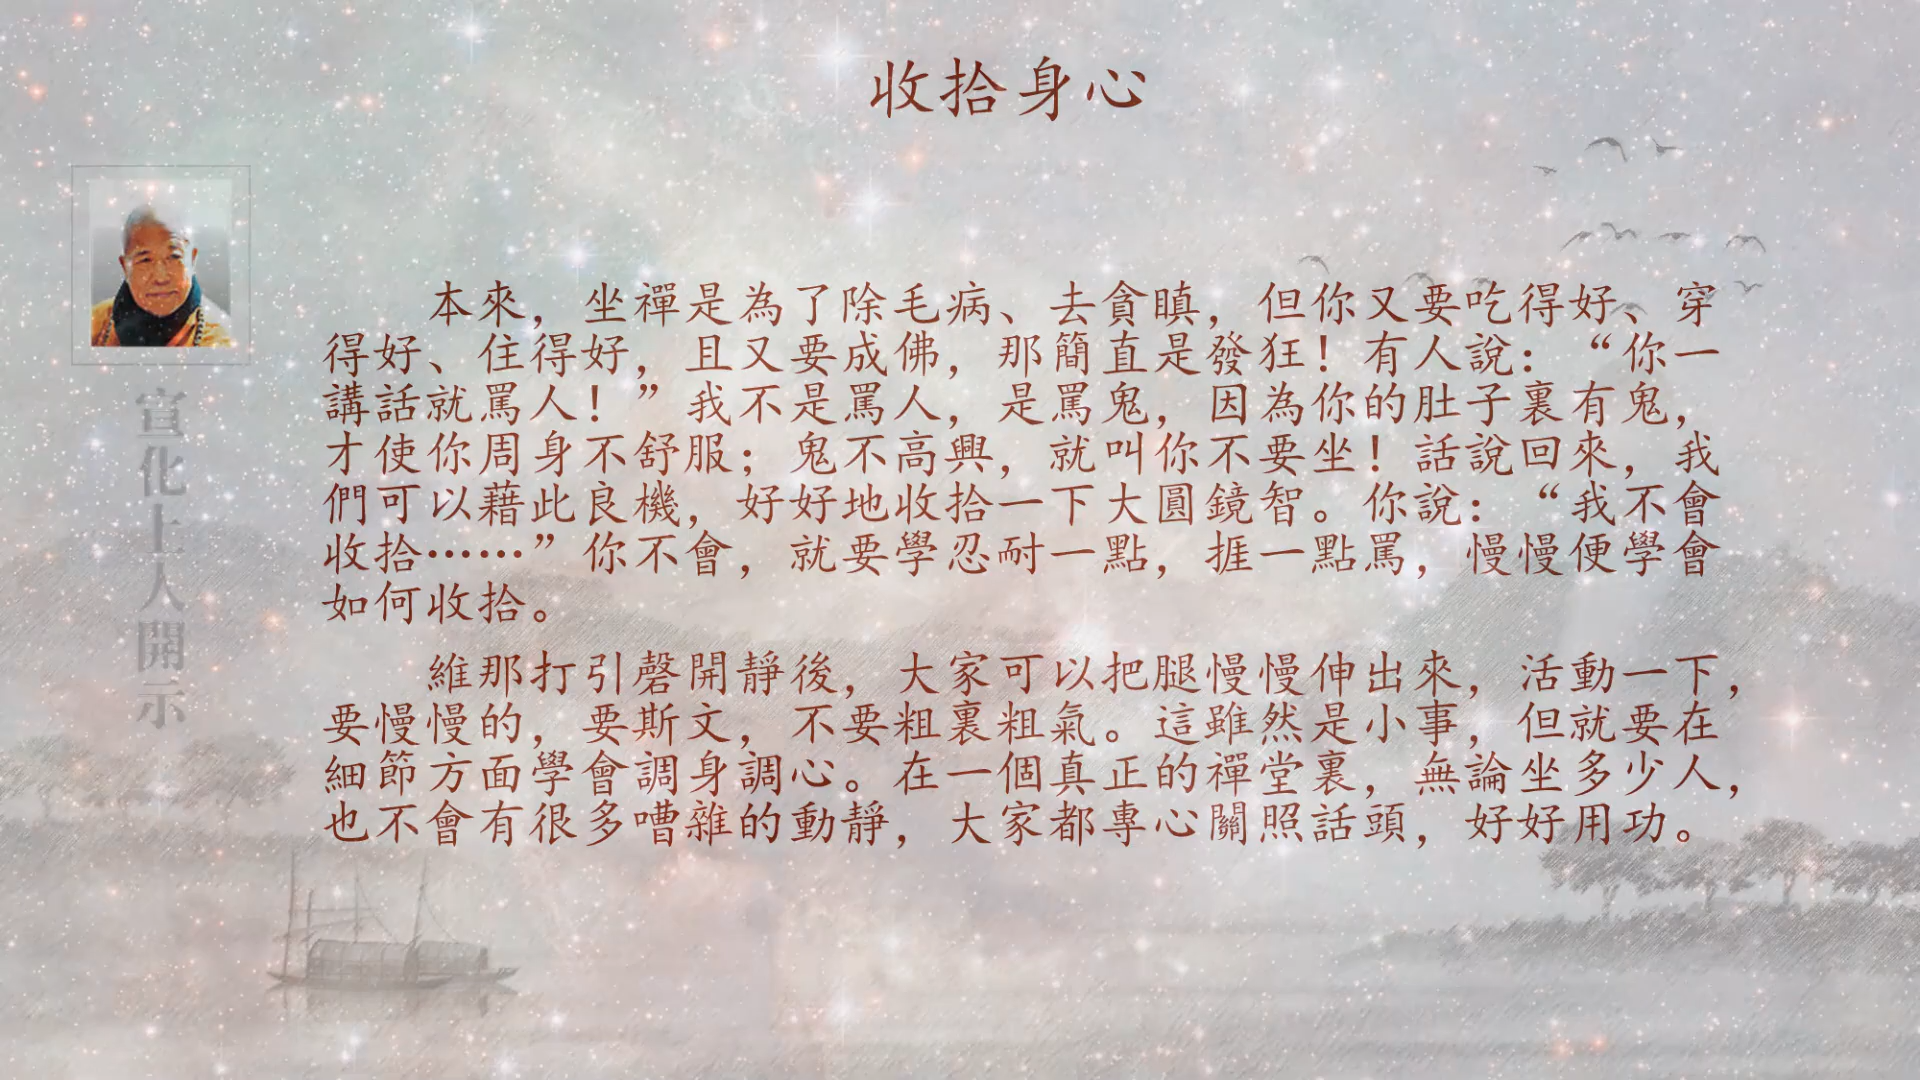 收拾身心
宣化上人開示
本來，坐禪是為了除毛病、去貪瞋，但你又要吃得好、穿
得好、住得好，且又要成佛，那簡直是發狂！有人說：“你一
講話就罵人！”我不是罵人，是罵鬼，因為你的肚子裏有鬼，
才使你周身不舒服；鬼不高興，就叫你不要坐！話說回來，我
們可以藉此良機，好好地收拾一下大圓鏡智。你說：“我不會
收拾……”你不會，就要學忍耐一點，捱一點罵，慢慢便學會
如何收拾。
維那打引磬開靜後，大家可以把腿慢慢伸出來，活動一下，
要慢慢的，要斯文，不要粗裏粗氣。這雖然是小事，但就要在
細節方面學會調身調心。在一個真正的禪堂裏，無論坐多少人，
也不會有很多嘈雜的動靜，大家都專心關照話頭，好好用功。